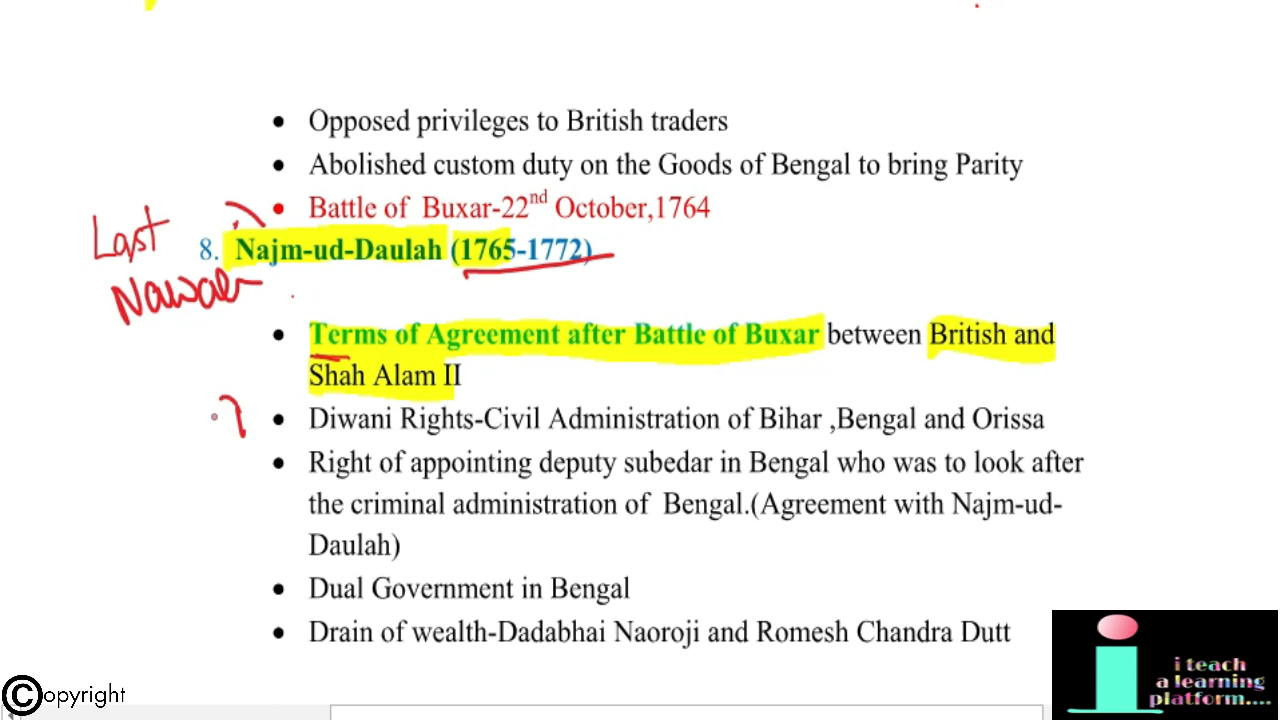 • Opposed privileges to British traders
• Abolished custom duty on the Goods of Bengal to bring Parity
• Battle of Buxar-22nd October,1764
Last
8. Najm-ud-Daulah (1765-1772)
Nawab
• Terms of Agreement after Battle of Buxar between British and
Shah Alam II
• Diwani Rights-Civil Administration of Bihar ,Bengal and Orissa
• Right of appointing deputy subedar in Bengal who was to look after
the criminal administration of Bengal.(Agreement with Najm-ud-
Daulah)
• Dual Government in Bengal
• Drain of wealth-Dadabhai Naoroji and Romesh Chandra Dutt
i
i teach
a learning
platform....
©opyright